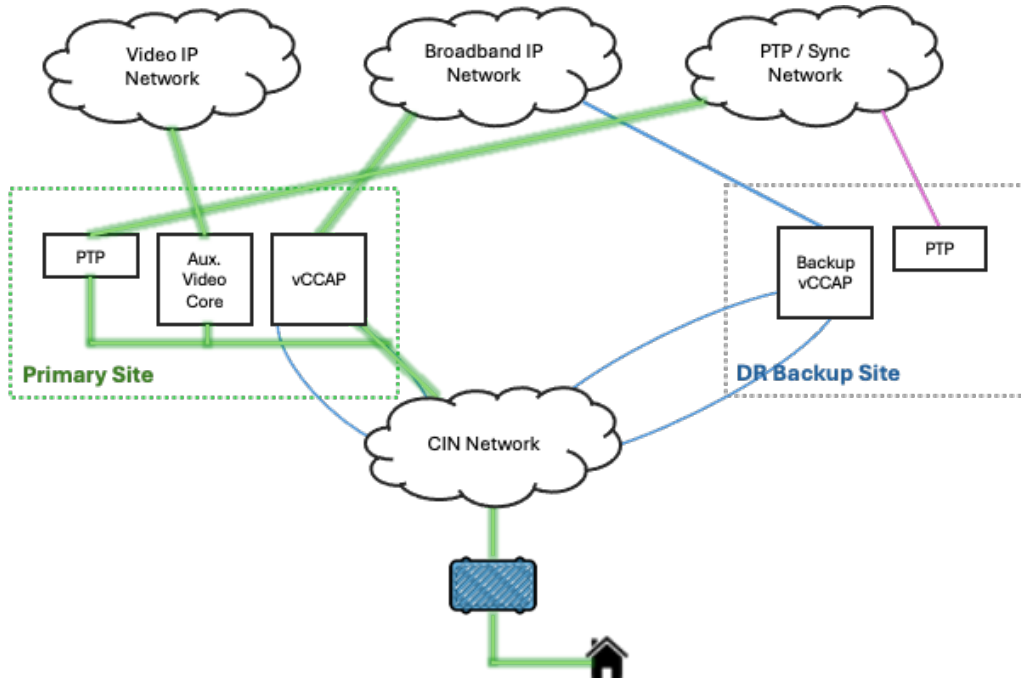 Video IP
Network
Broadband IP
Network
PTP / Sync
Network
PTP
Aux.
Video
Core
vCCAP
Backup
vCCAP
PTP
Primary Site
DR Backup Site
CIN Network